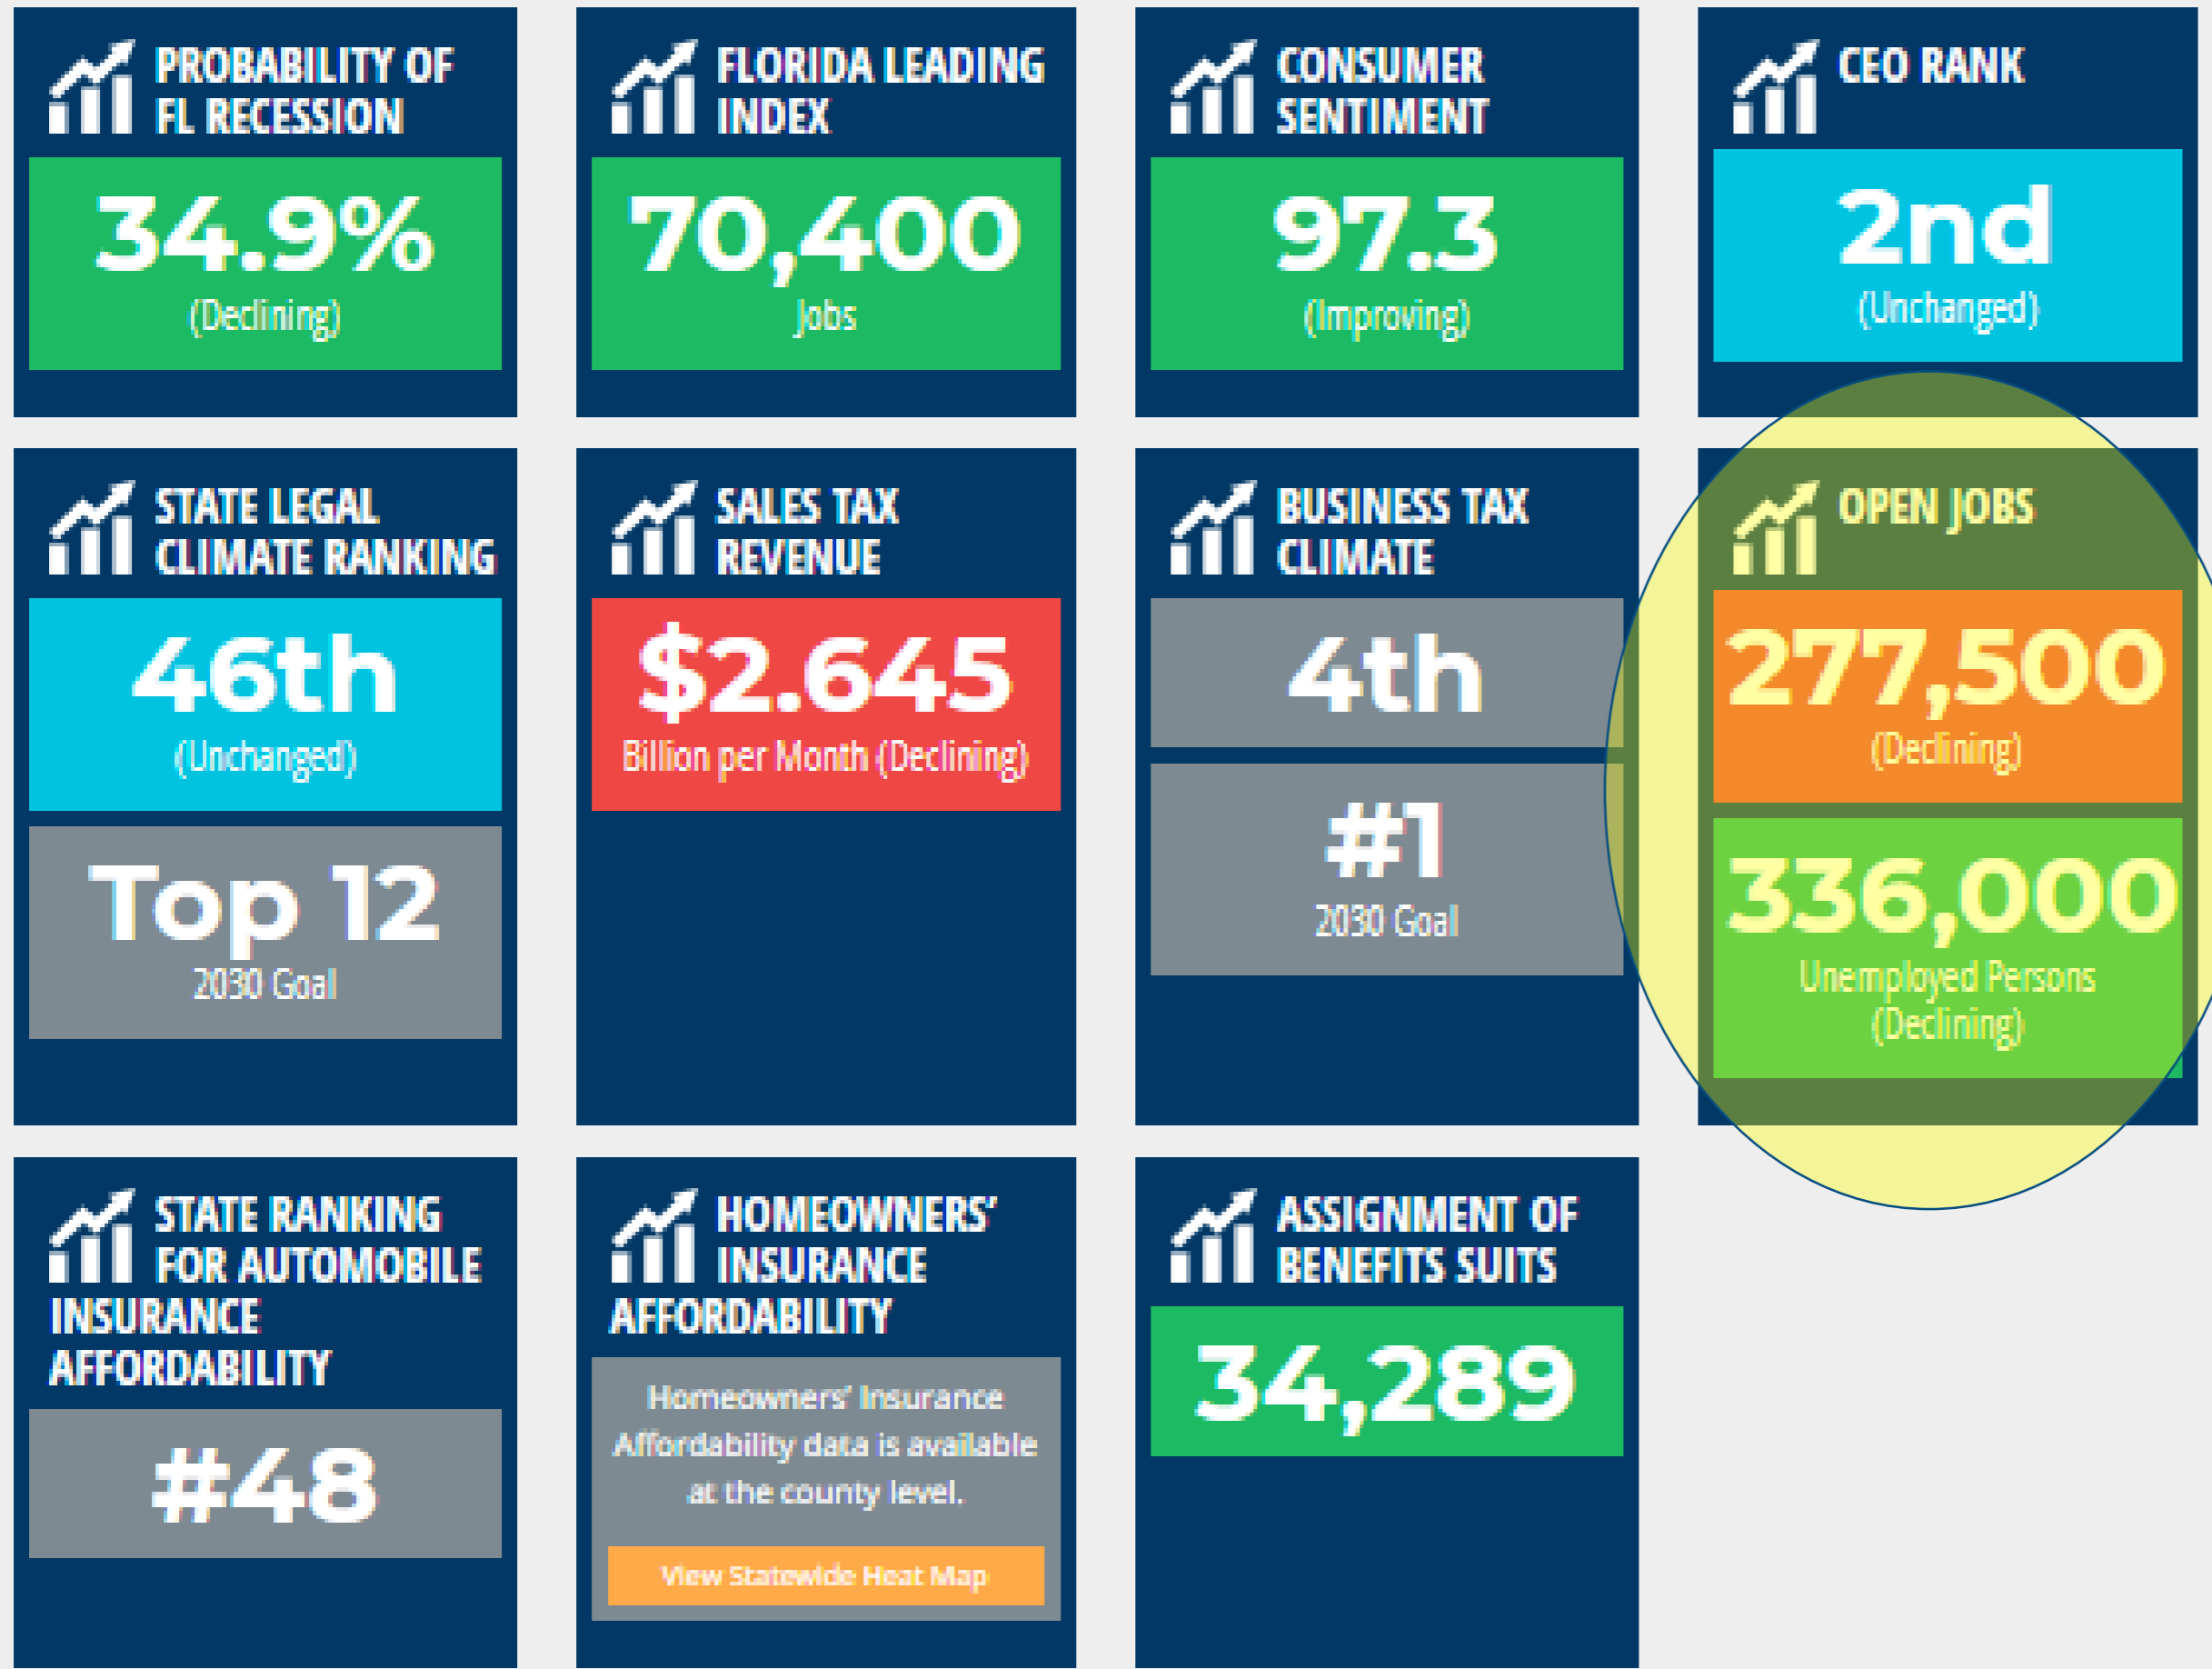 PROBABILITY OF
FL RECESSION
34.9%
(Declining)
FLORIDA LEADING
INDEX
70,400
Jobs
CONSUMER
SENTIMENT
97.3
(Improving)
CEO RANK
2nd
(Unchanged)
STATE LEGAL
CLIMATE RANKING
46th
(Unchanged)
Top 12
2030 Goal
SALES TAX
REVENUE
$2.645
Billion per Month (Declining)
BUSINESS TAX
CLIMATE
4th
#1
2030 Goal
OPEN JOBS
277,500
(Declining)
336,000
Unemployed Persons
(Declining)
STATE RANKING
FOR AUTOMOBILE
INSURANCE
AFFORDABILITY
#48
HOMEOWNERS’
INSURANCE
AFFORDABILITY
Homeowners’ Insurance
Affordability data is available
at the county level.
View Statewide Heat Map
ASSIGNMENT OF
BENEFITS SUITS
34,289